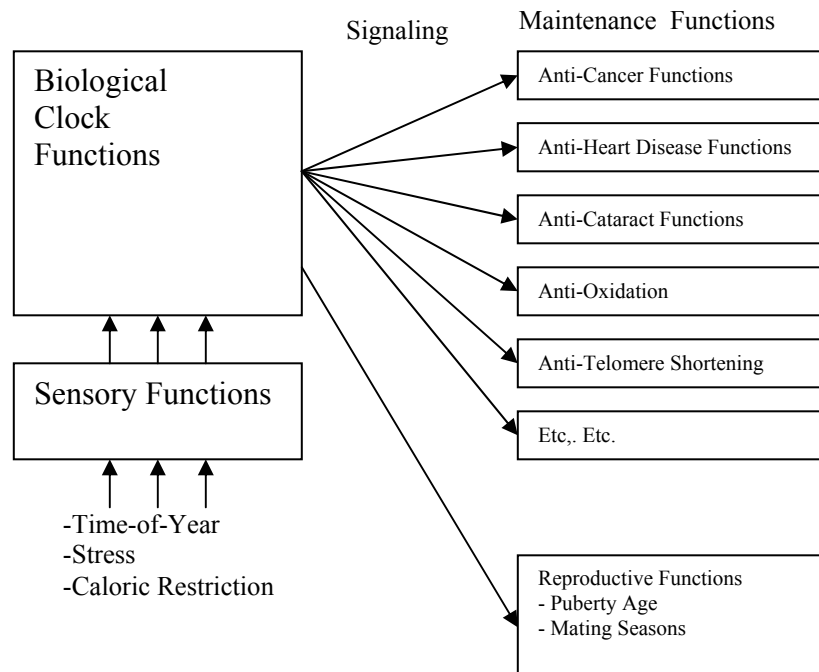 Signaling
Maintenance Functions
Biological
Clock
Functions
Anti-Cancer Functions
Anti-Heart Disease Functions
Anti-Cataract Functions
Anti-Oxidation
Anti-Telomere Shortening
Etc,. Etc.
Sensory Functions
-Time-of-Year
-Stress
-Caloric Restriction
Reproductive Functions
- Puberty Age
- Mating Seasons